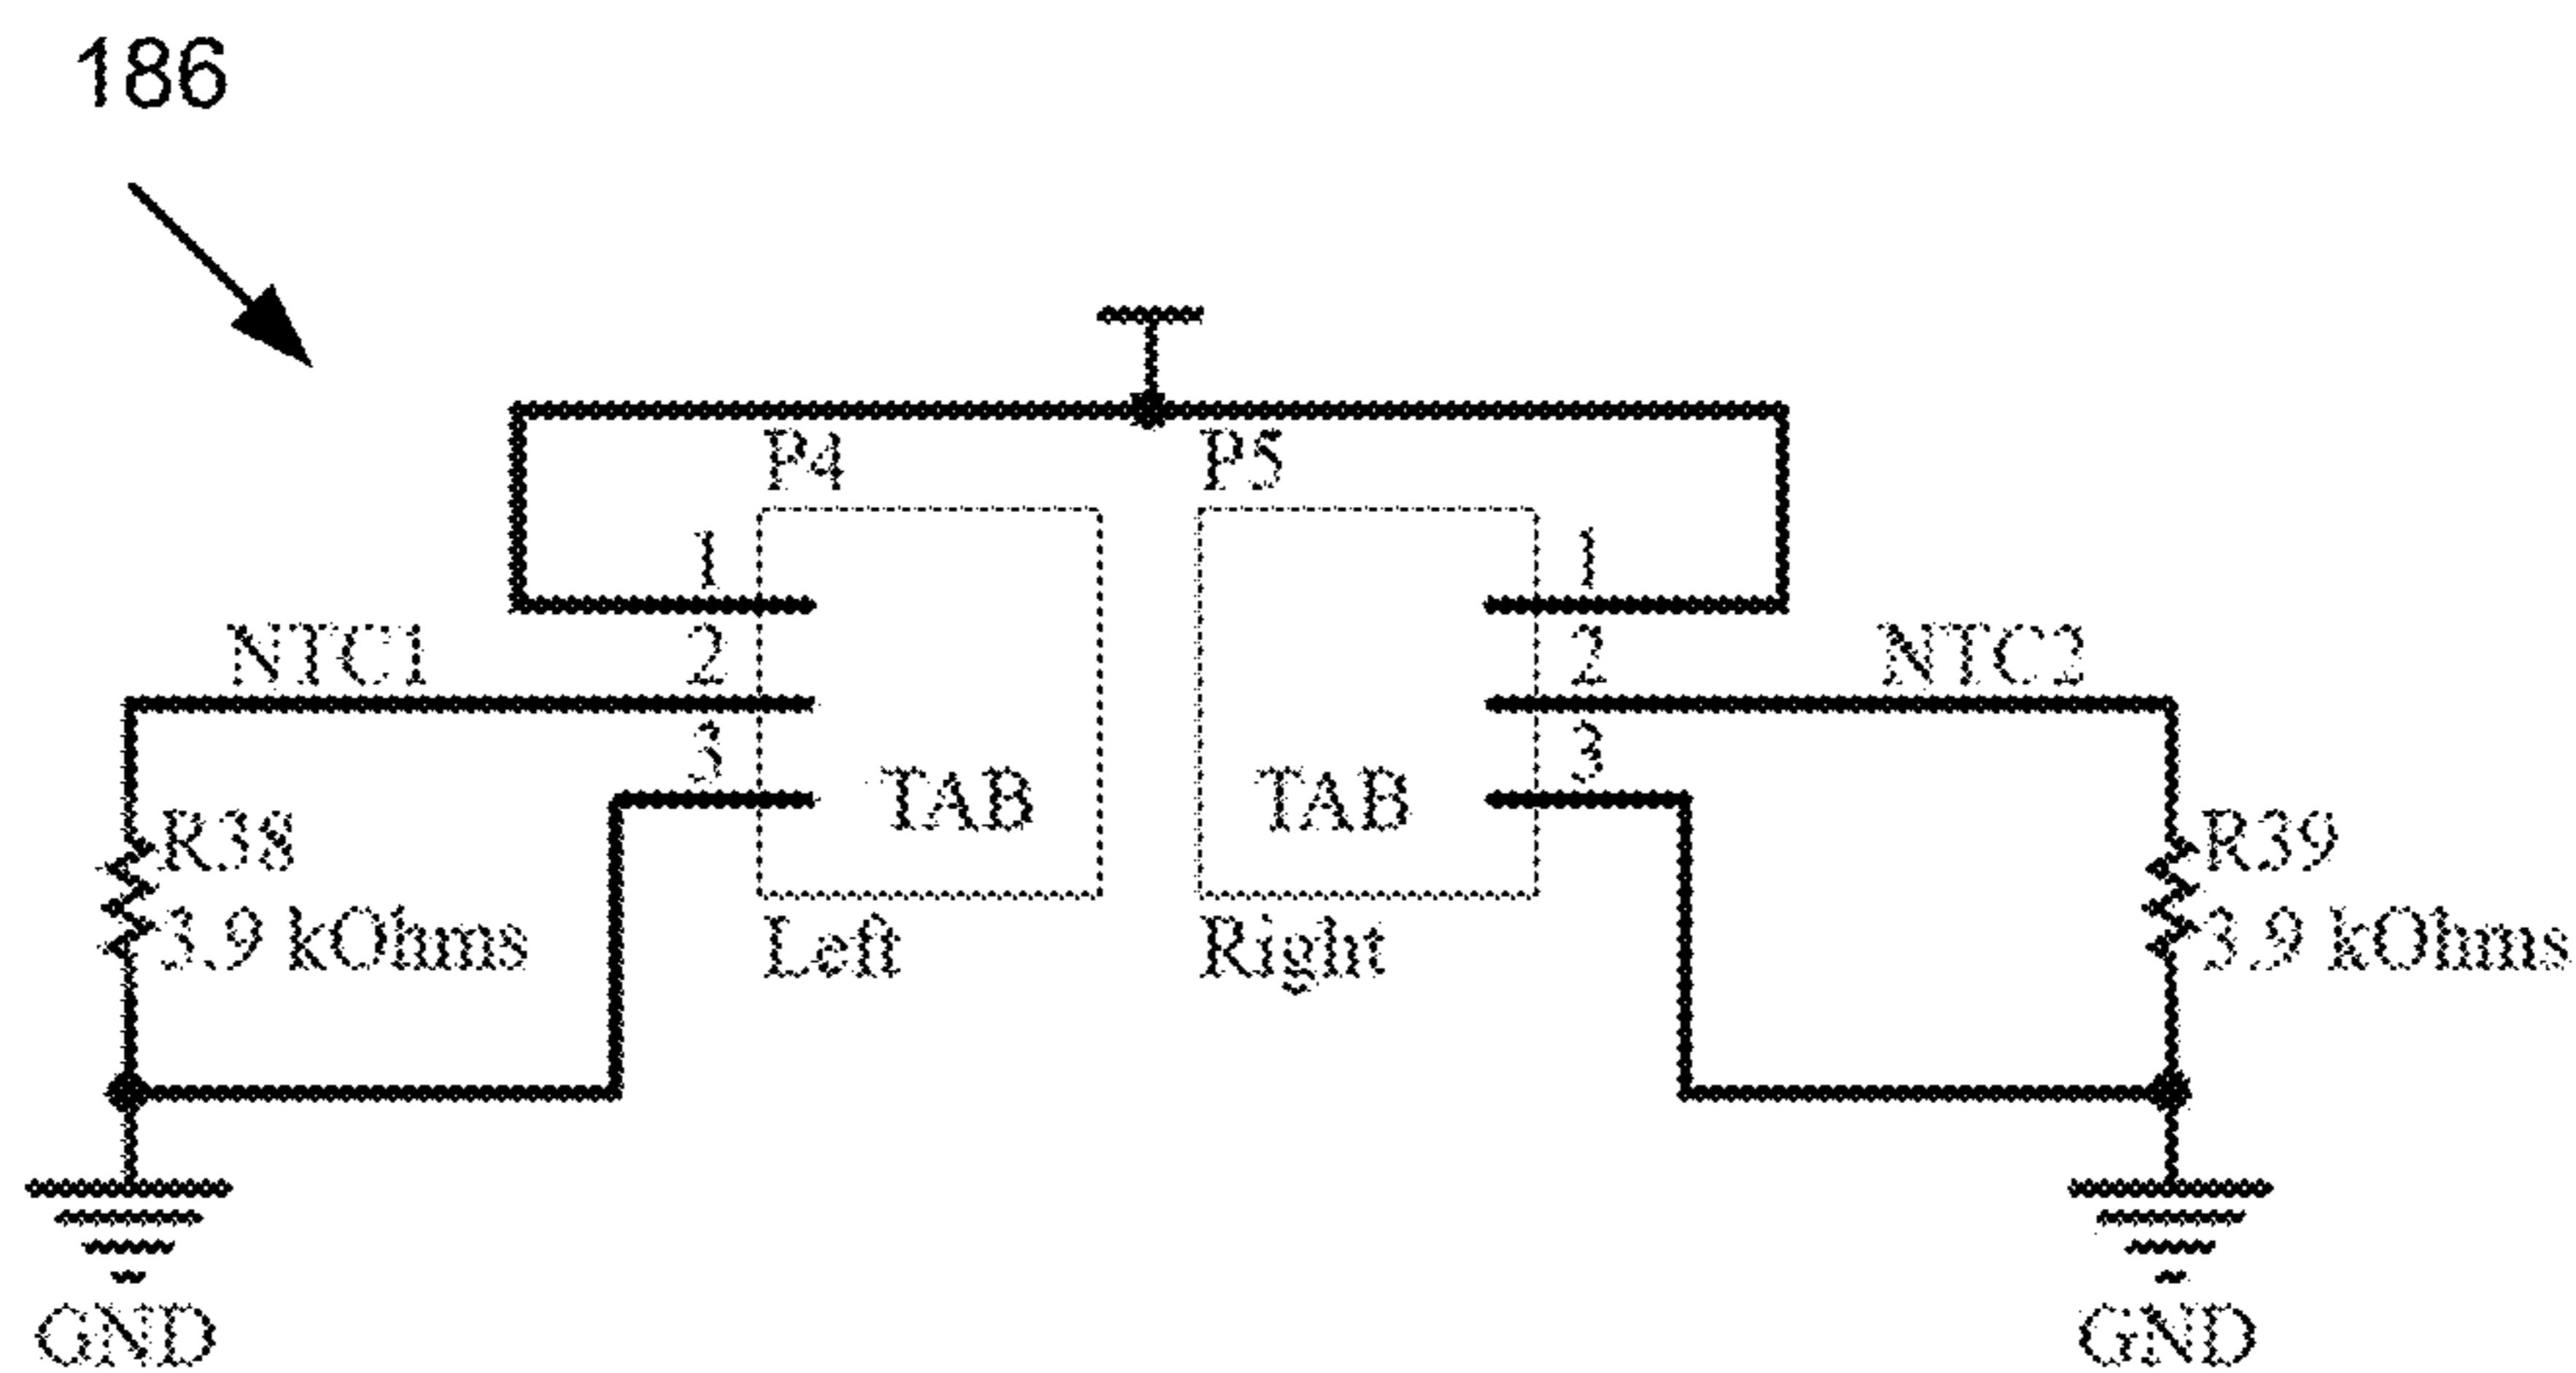 186
P4
P5
1
1
NTC1
2
2
NTC2
3
3
TAB
TAB
R38
3.9 kOhms
R39
3.9 kOhms
Left
Right
GND
GND